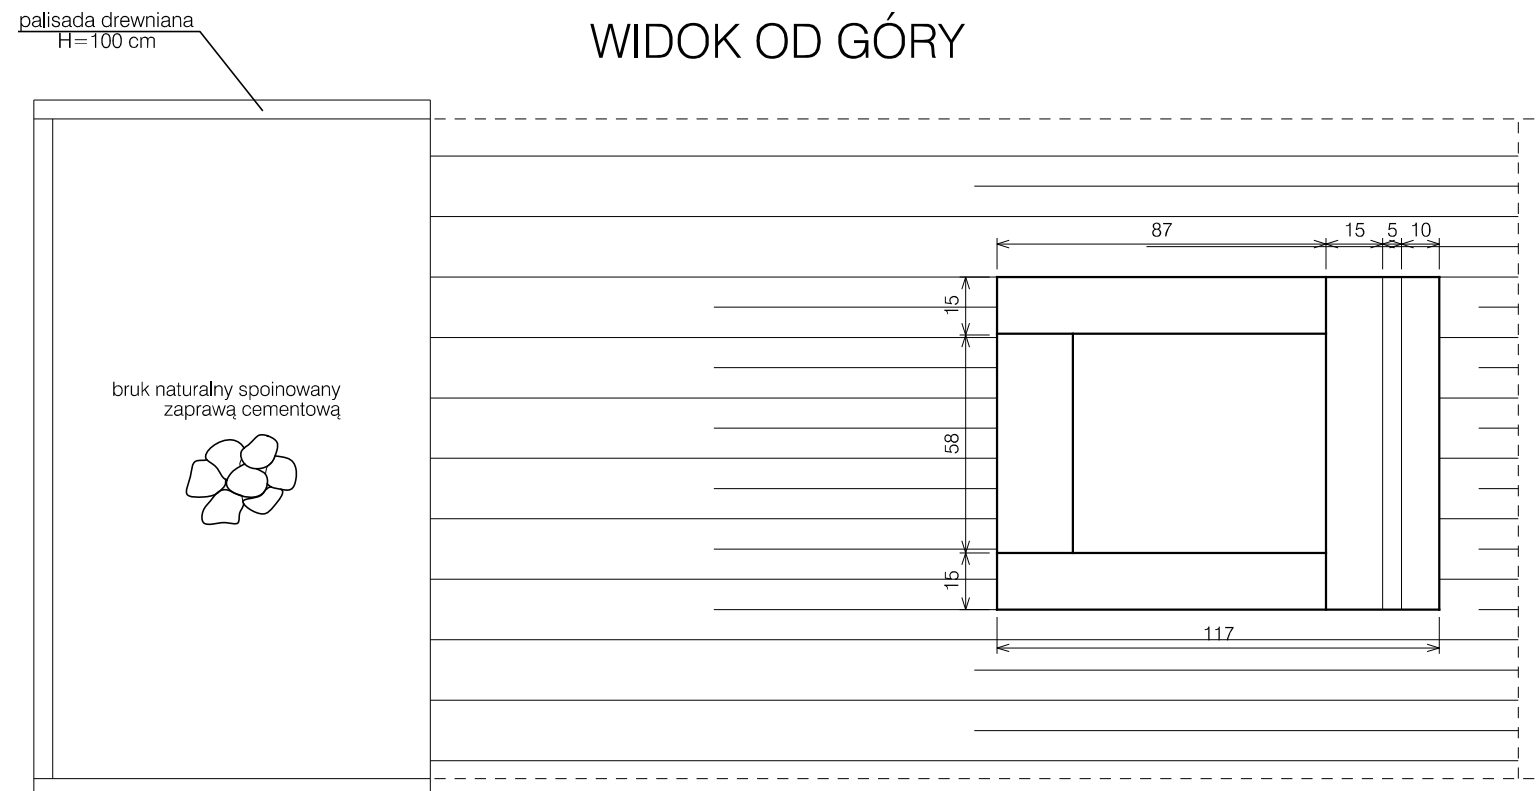 palisada drewniana
H=100 cm
WIDOK OD GÓRY
87
15
5
10
15
bruk naturalny spoinowany
zaprawą cementową
58
15
117